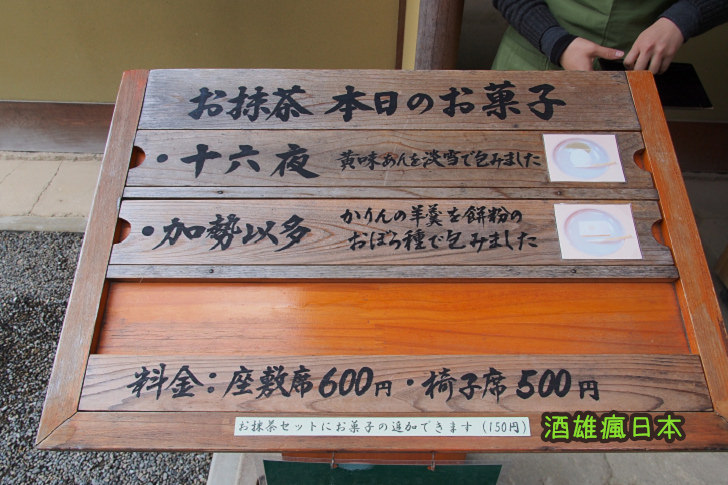 お抹茶 本日のお菓子
・十六夜 黄味あんを淡雪で包みました
・加勢以多 かりんの羊羹を餅粉の
おぼろ種で包みました
料金：座敷席600円・椅子席500円
お抹茶セットにお菓子の追加できます（150円）
酒雄瘋日本